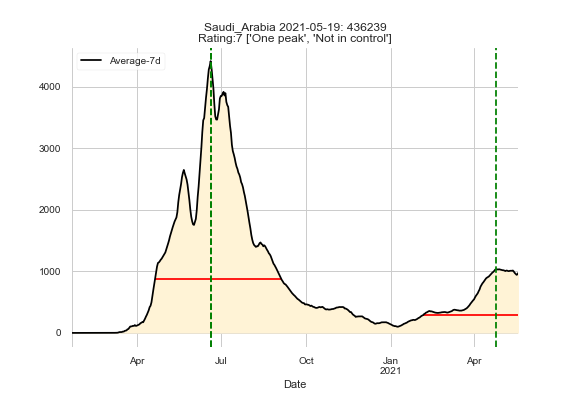 Saudi_Arabia 2021-05-19: 436239
Rating:7 ['One peak', 'Not in control']
Average-7d
4000
3000
2000
1000
0
Apr
Jul
Oct
Jan
2021
Apr
Date